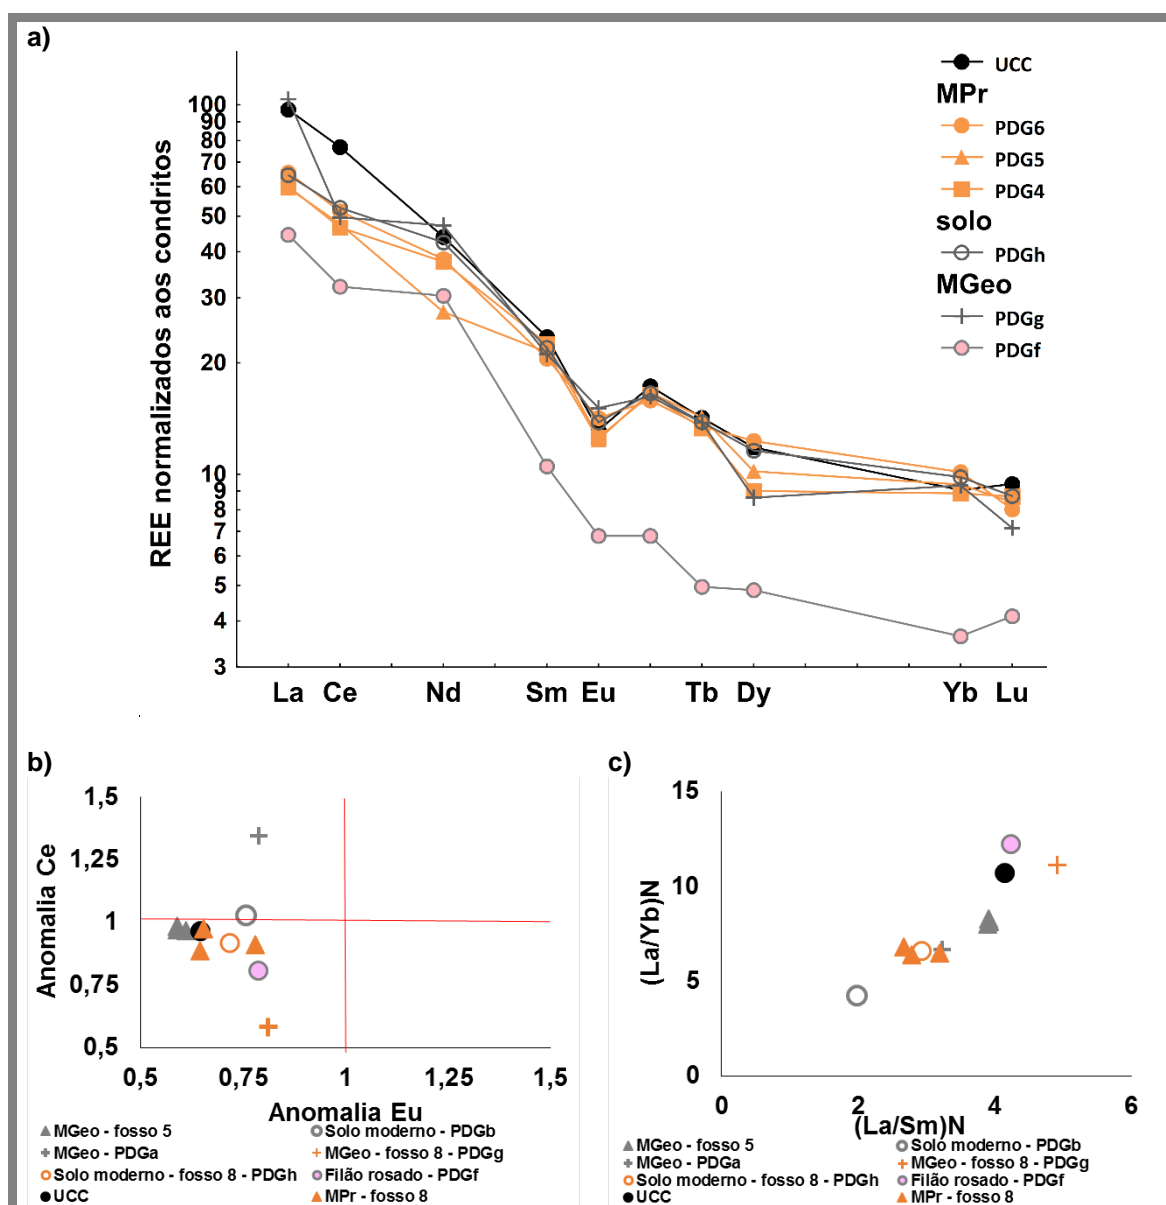 a)
REE normalizados aos condritos
100
90
80
70
60
50
40
30
20
10
9
8
7
6
5
4
3
La Ce Nd Sm Eu Tb Dy Yb Lu
UCC
MPr
PDG6
PDG5
PDG4
solo
PDGh
MGeo
PDGg
PDGf
b)
Anomalia Ce
1,5
1,25
1
0,75
0,5
0,5 0,75 1 1,25 1,5
Anomalia Eu
MGeo - fosso 5 Solo moderno - PDGb
MGeo - PDGa MGeo - fosso 8 - PDGg
Solo moderno - fosso 8 - PDGh Filão rosado - PDGf
UCC MPr - fosso 8
c)
(La/Yb)N
15
10
5
0
0 2 4 6
(La/Sm)N
MGeo - fosso 5 Solo moderno - PDGb
MGeo - PDGa MGeo - fosso 8 - PDGg
Solo moderno - fosso 8 - PDGh Filão rosado - PDGf
UCC MPr - fosso 8